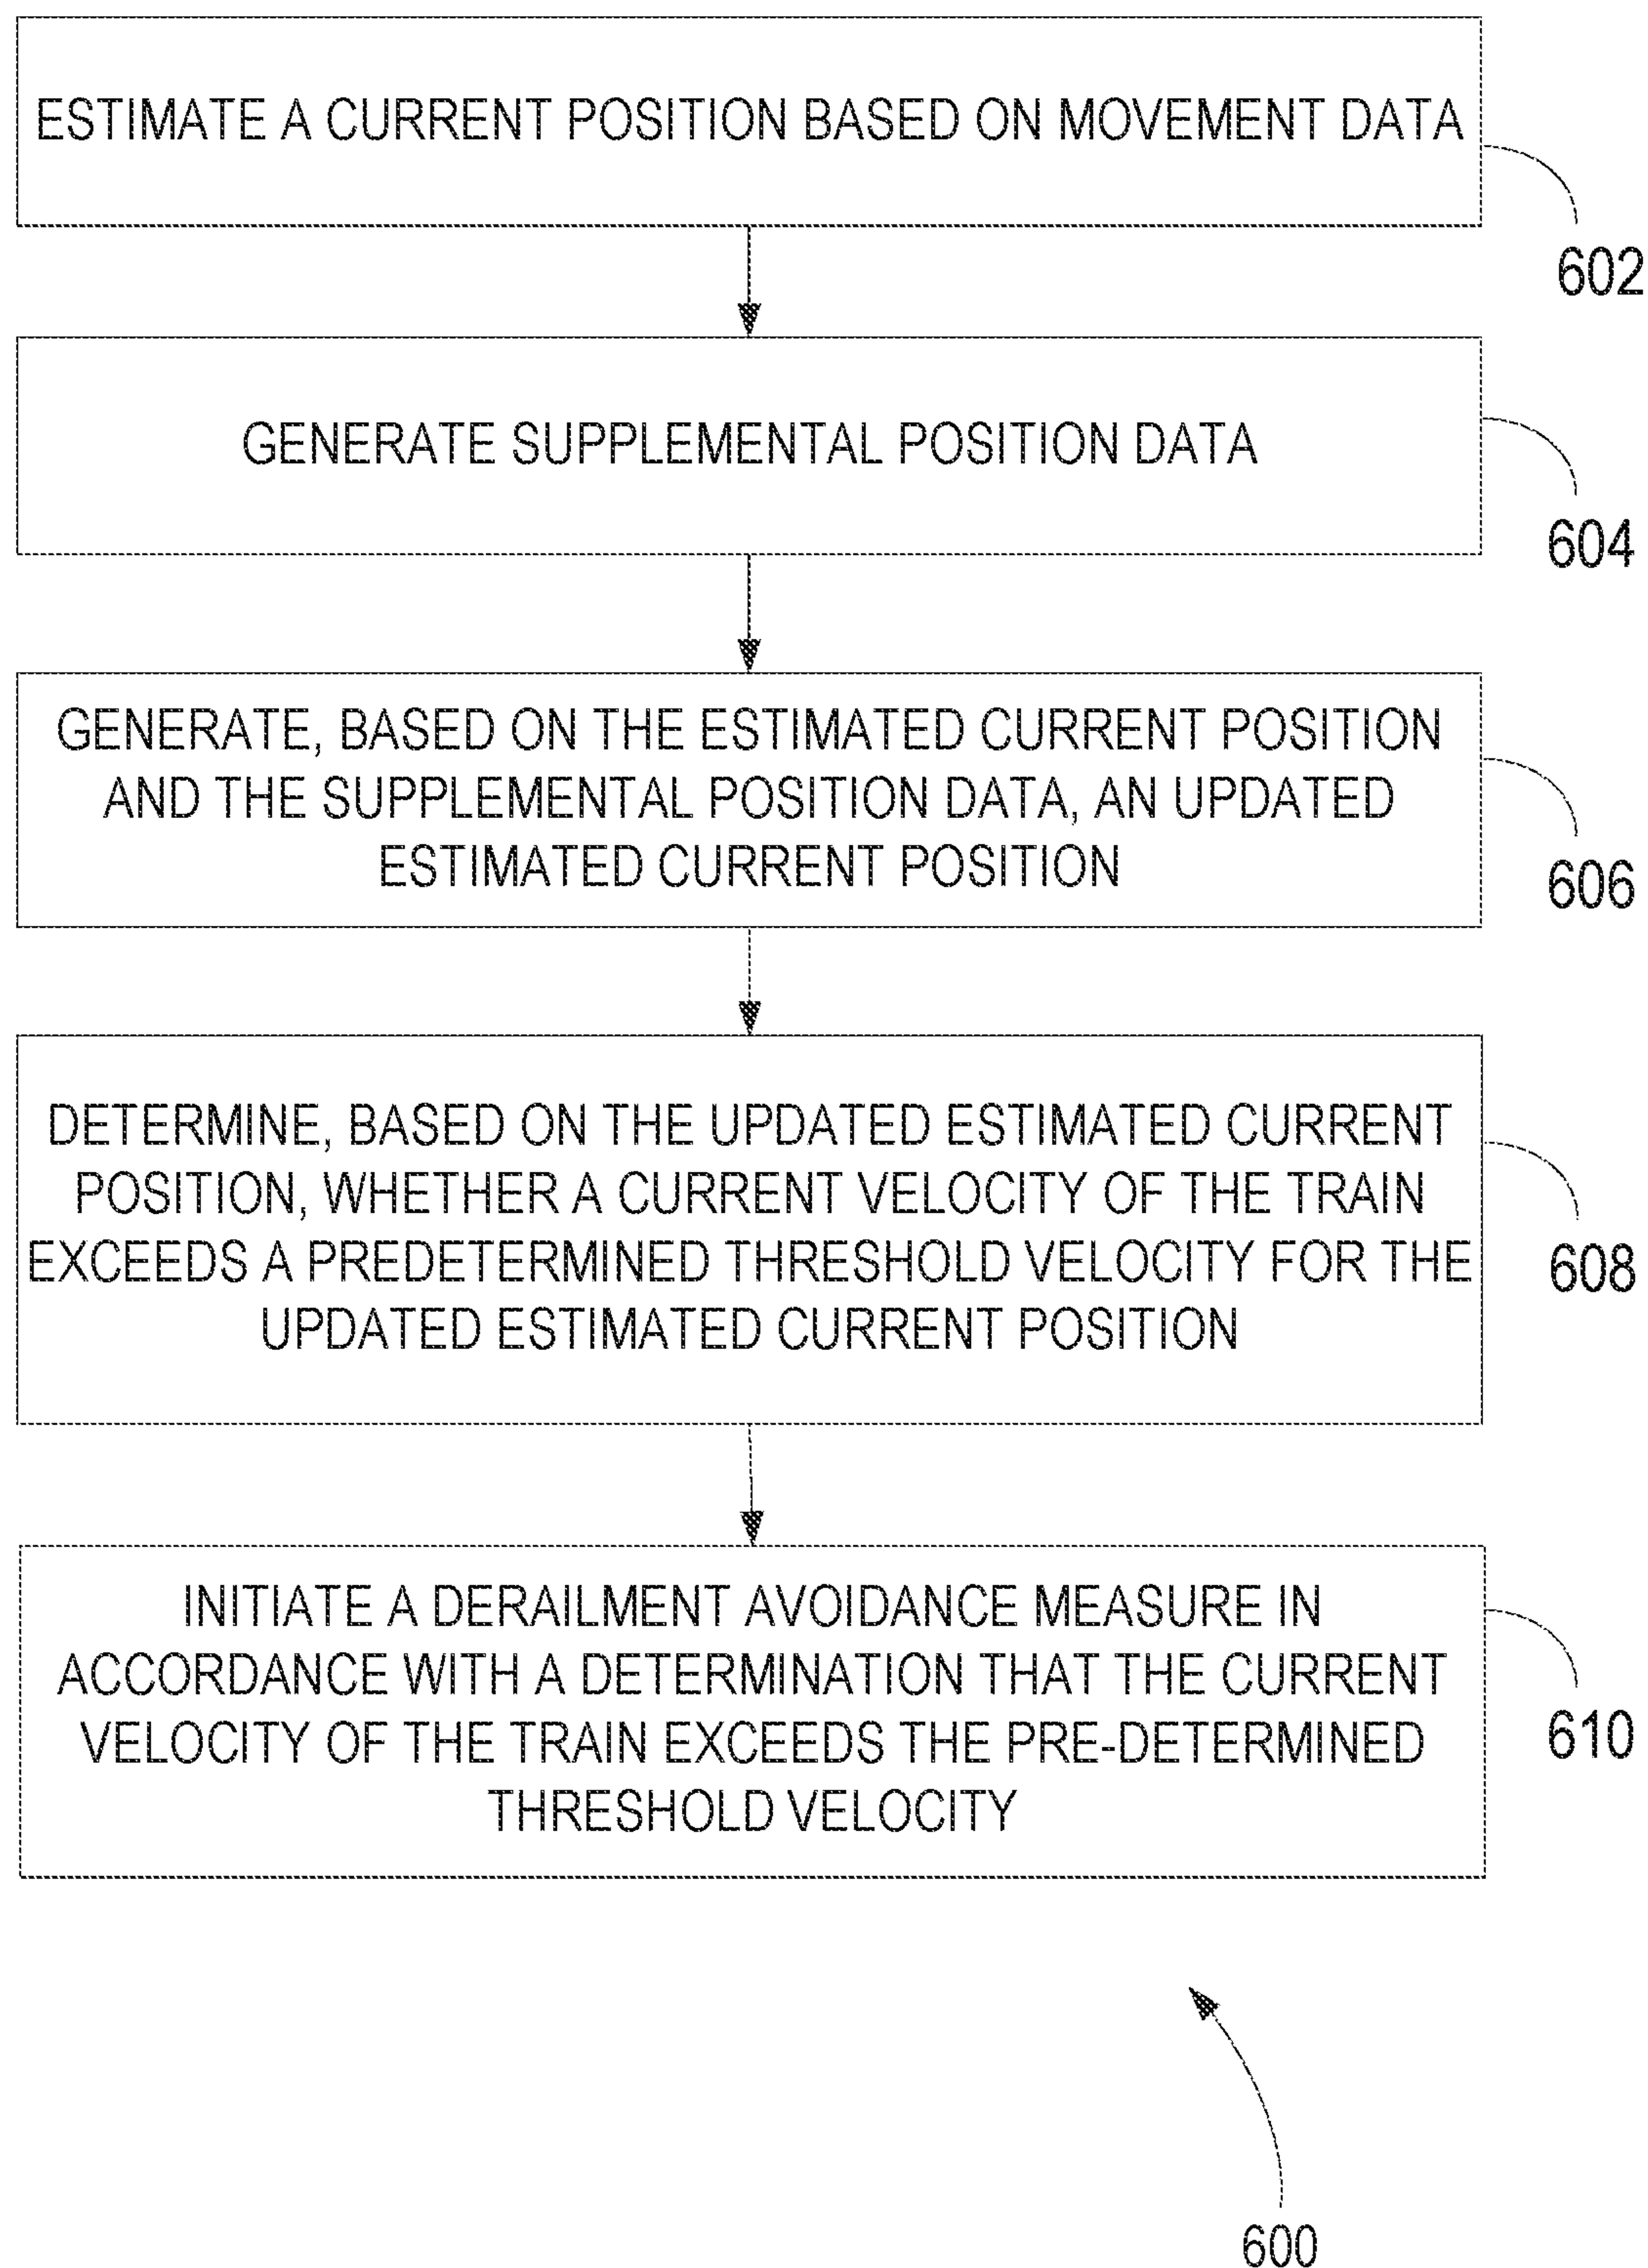 ESTIMATE A CURRENT POSITION BASED ON MOVEMENT DATA
602
GENERATE SUPPLEMENTAL POSITION DATA
604
GENERATE, BASED ON THE ESTIMATED CURRENT POSITION
AND THE SUPPLEMENTAL POSITION DATA, AN UPDATED
ESTIMATED CURRENT POSITION
606
DETERMINE, BASED ON THE UPDATED ESTIMATED CURRENT
POSITION, WHETHER A CURRENT VELOCITY OF THE TRAIN
EXCEEDS A PREDETERMINED THRESHOLD VELOCITY FOR THE
UPDATED ESTIMATED CURRENT POSITION
608
INITIATE A DERAILMENT AVOIDANCE MEASURE IN
ACCORDANCE WITH A DETERMINATION THAT THE CURRENT
VELOCITY OF THE TRAIN EXCEEDS THE PRE-DETERMINED
THRESHOLD VELOCITY
610
600